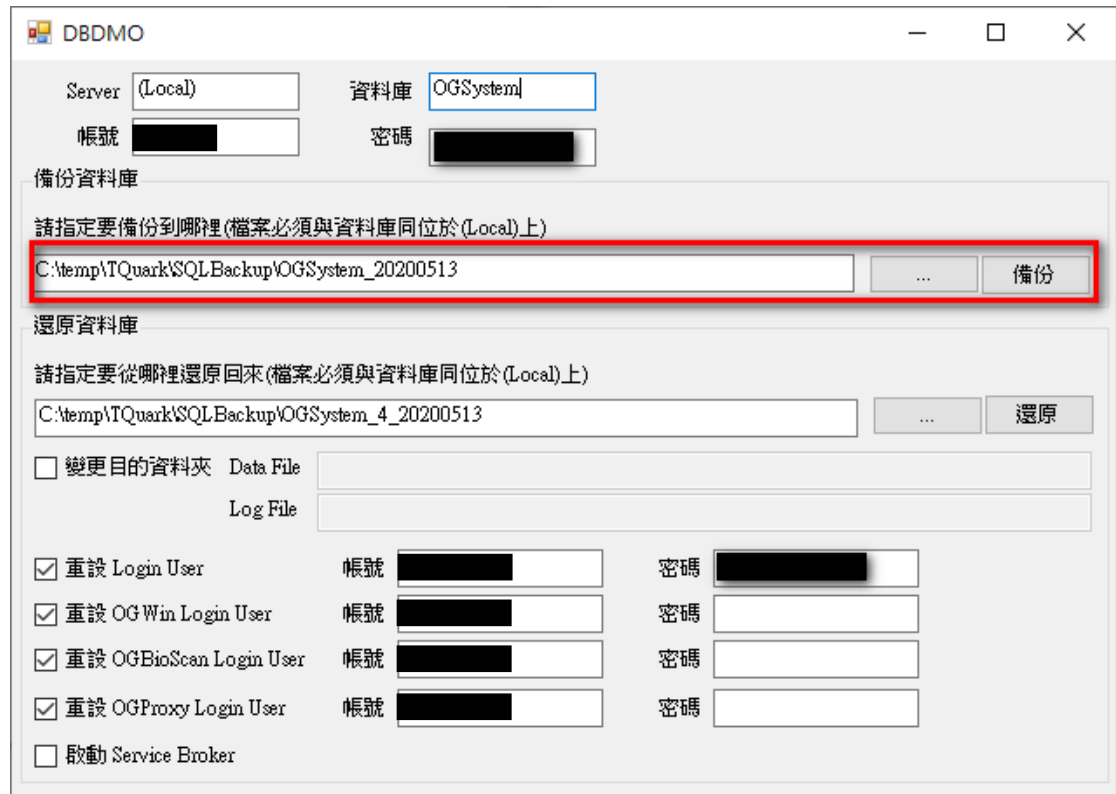 DBDMO
Server (Local) 資料庫 OGSystem
帳號 密碼
備份資料庫
請指定要備份到哪裡(檔案必須與資料庫同位於(Local)上)
C:\temp\TQuark\SQLBackup\OGSystem_20200513 ... 備份
還原資料庫
請指定要從哪裡還原回來(檔案必須與資料庫同位於(Local)上)
C:\temp\TQuark\SQLBackup\OGSystem_4_20200513 ... 還原
變更目的資料夾 Data File
Log File
重設 Login User 帳號 密碼
重設 OGWin Login User 帳號 密碼
重設 OGBioScan Login User 帳號 密碼
重設 OGProxy Login User 帳號 密碼
啟動 Service Broker